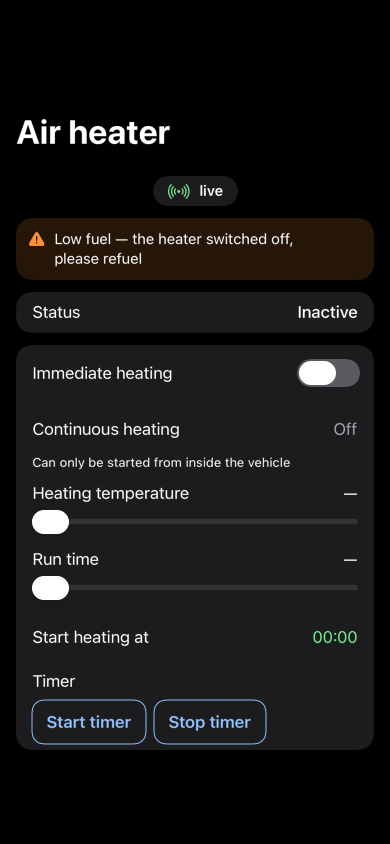 Air heater
live
Low fuel — the heater switched off,
please refuel
Status Inactive
Immediate heating
Continuous heating Off
Can only be started from inside the vehicle
Heating temperature —
Run time —
Start heating at 00:00
Timer
Start timer Stop timer